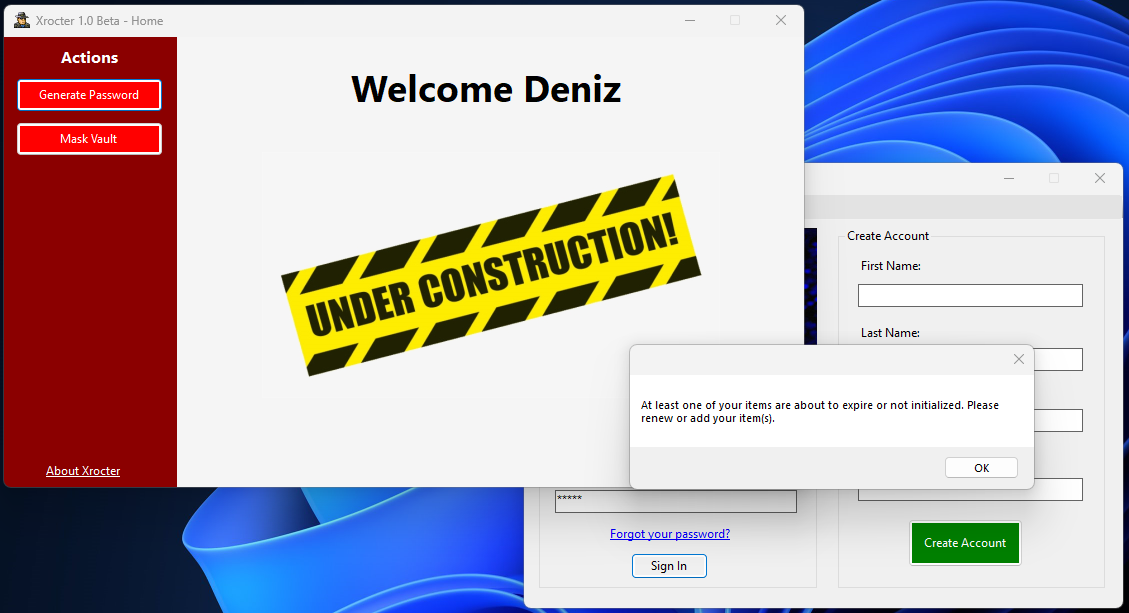 Xrocter 1.0 Beta - Home
Actions
Generate Password
Mask Vault
About Xrocter
Welcome Deniz
UNDER CONSTRUCTION!
At least one of your items are about to expire or not initialized. Please
renew or add your item(s).
OK
*****
Forgot your password?
Sign In
Create Account
First Name:
Last Name:
Create Account